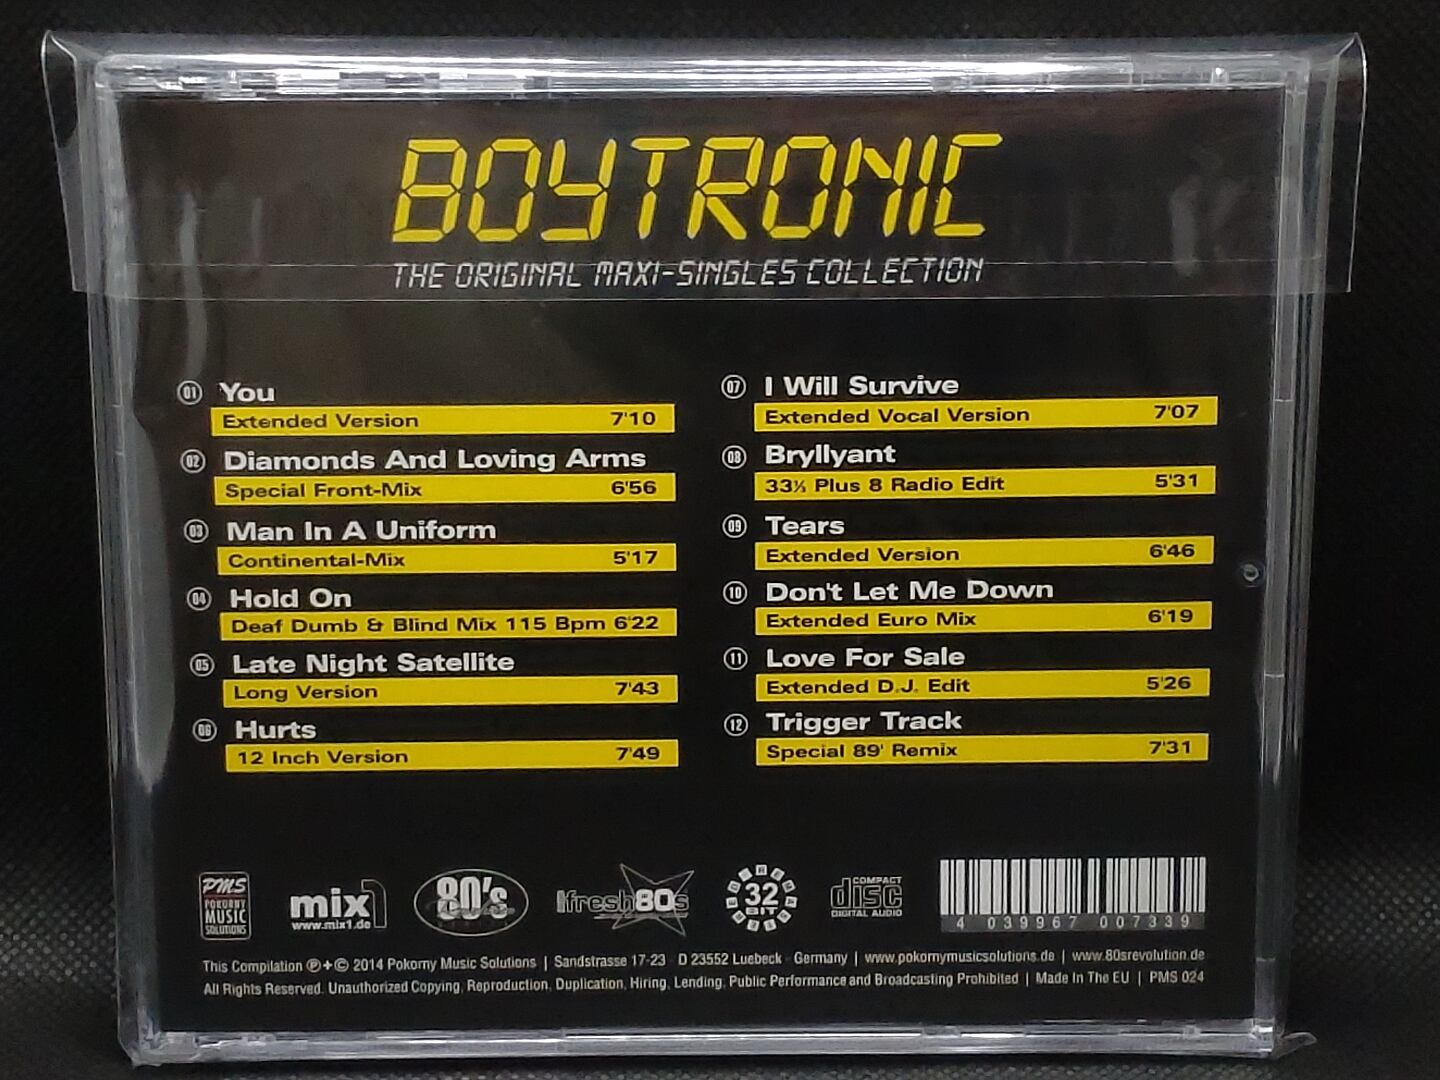 BOYTRONIC
THE ORIGINAL MAXI-SINGLES COLLECTION
01 You
Extended Version 7'10
02 Diamonds And Loving Arms
Special Front-Mix 6'56
03 Man In A Uniform
Continental-Mix 5'17
04 Hold On
Deaf Dumb & Blind Mix 115 Bpm 6'22
05 Late Night Satellite
Long Version 7'43
06 Hurts
12 Inch Version 7'49
07 I Will Survive
Extended Vocal Version 7'07
08 Bryllyant
33⅓ Plus 8 Radio Edit 5'31
09 Tears
Extended Version 6'46
10 Don't Let Me Down
Extended Euro Mix 6'19
11 Love For Sale
Extended D.J. Edit 5'26
12 Trigger Track
Special 89' Remix 7'31
PMS
POKORNY
MUSIC
SOLUTIONS
mix1
www.mix1.de
80's
fresh80s
32
BIT
COMPACT
disc
DIGITAL AUDIO
4 039967 007339
This Compilation ℗+© 2014 Pokorny Music Solutions | Sandstrasse 17-23 · D 23552 Luebeck · Germany | www.pokornymusicsolutions.de | www.80srevolution.de
All Rights Reserved. Unauthorized Copying, Reproduction, Duplication, Hiring, Lending, Public Performance and Broadcasting Prohibited | Made In The EU | PMS 024